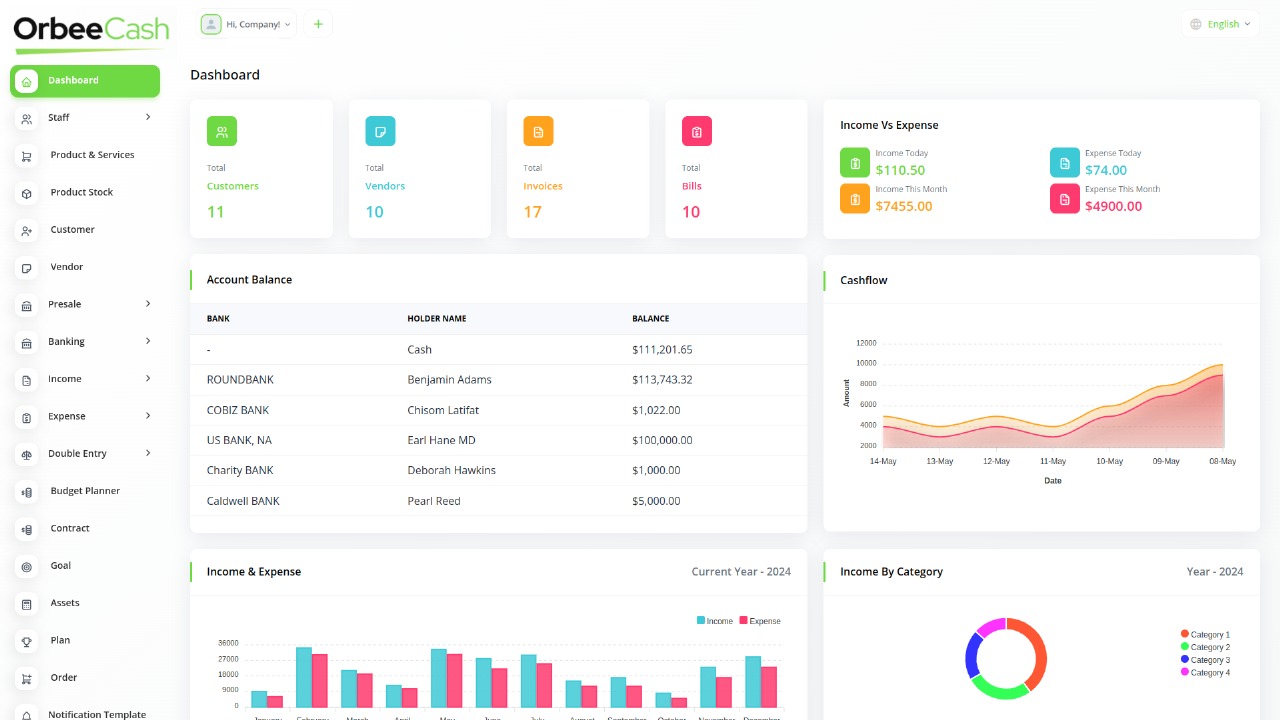 OrbeeCash
Hi, Company!
English
Dashboard
Staff
Product & Services
Product Stock
Customer
Vendor
Presale
Banking
Income
Expense
Double Entry
Budget Planner
Contract
Goal
Assets
Plan
Order
Notification Template
Dashboard
Total
Customers
11
Total
Vendors
10
Total
Invoices
17
Total
Bills
10
Income Vs Expense
Income Today
$110.50
Expense Today
$74.00
Income This Month
$7455.00
Expense This Month
$4900.00
Account Balance
BANK HOLDER NAME BALANCE
- Cash $111,201.65
ROUNDBANK Benjamin Adams $113,743.32
COBIZ BANK Chisom Latifat $1,022.00
US BANK, NA Earl Hane MD $100,000.00
Charity BANK Deborah Hawkins $1,000.00
Caldwell BANK Pearl Reed $5,000.00
Cashflow
12000
10000
8000
6000
4000
2000
Amount
14-May 13-May 12-May 11-May 10-May 09-May 08-May
Date
Income & Expense Current Year - 2024
Income Expense
36000
27000
18000
9000
0
January February March April May June July August September October November December
Income By Category Year - 2024
Category 1
Category 2
Category 3
Category 4